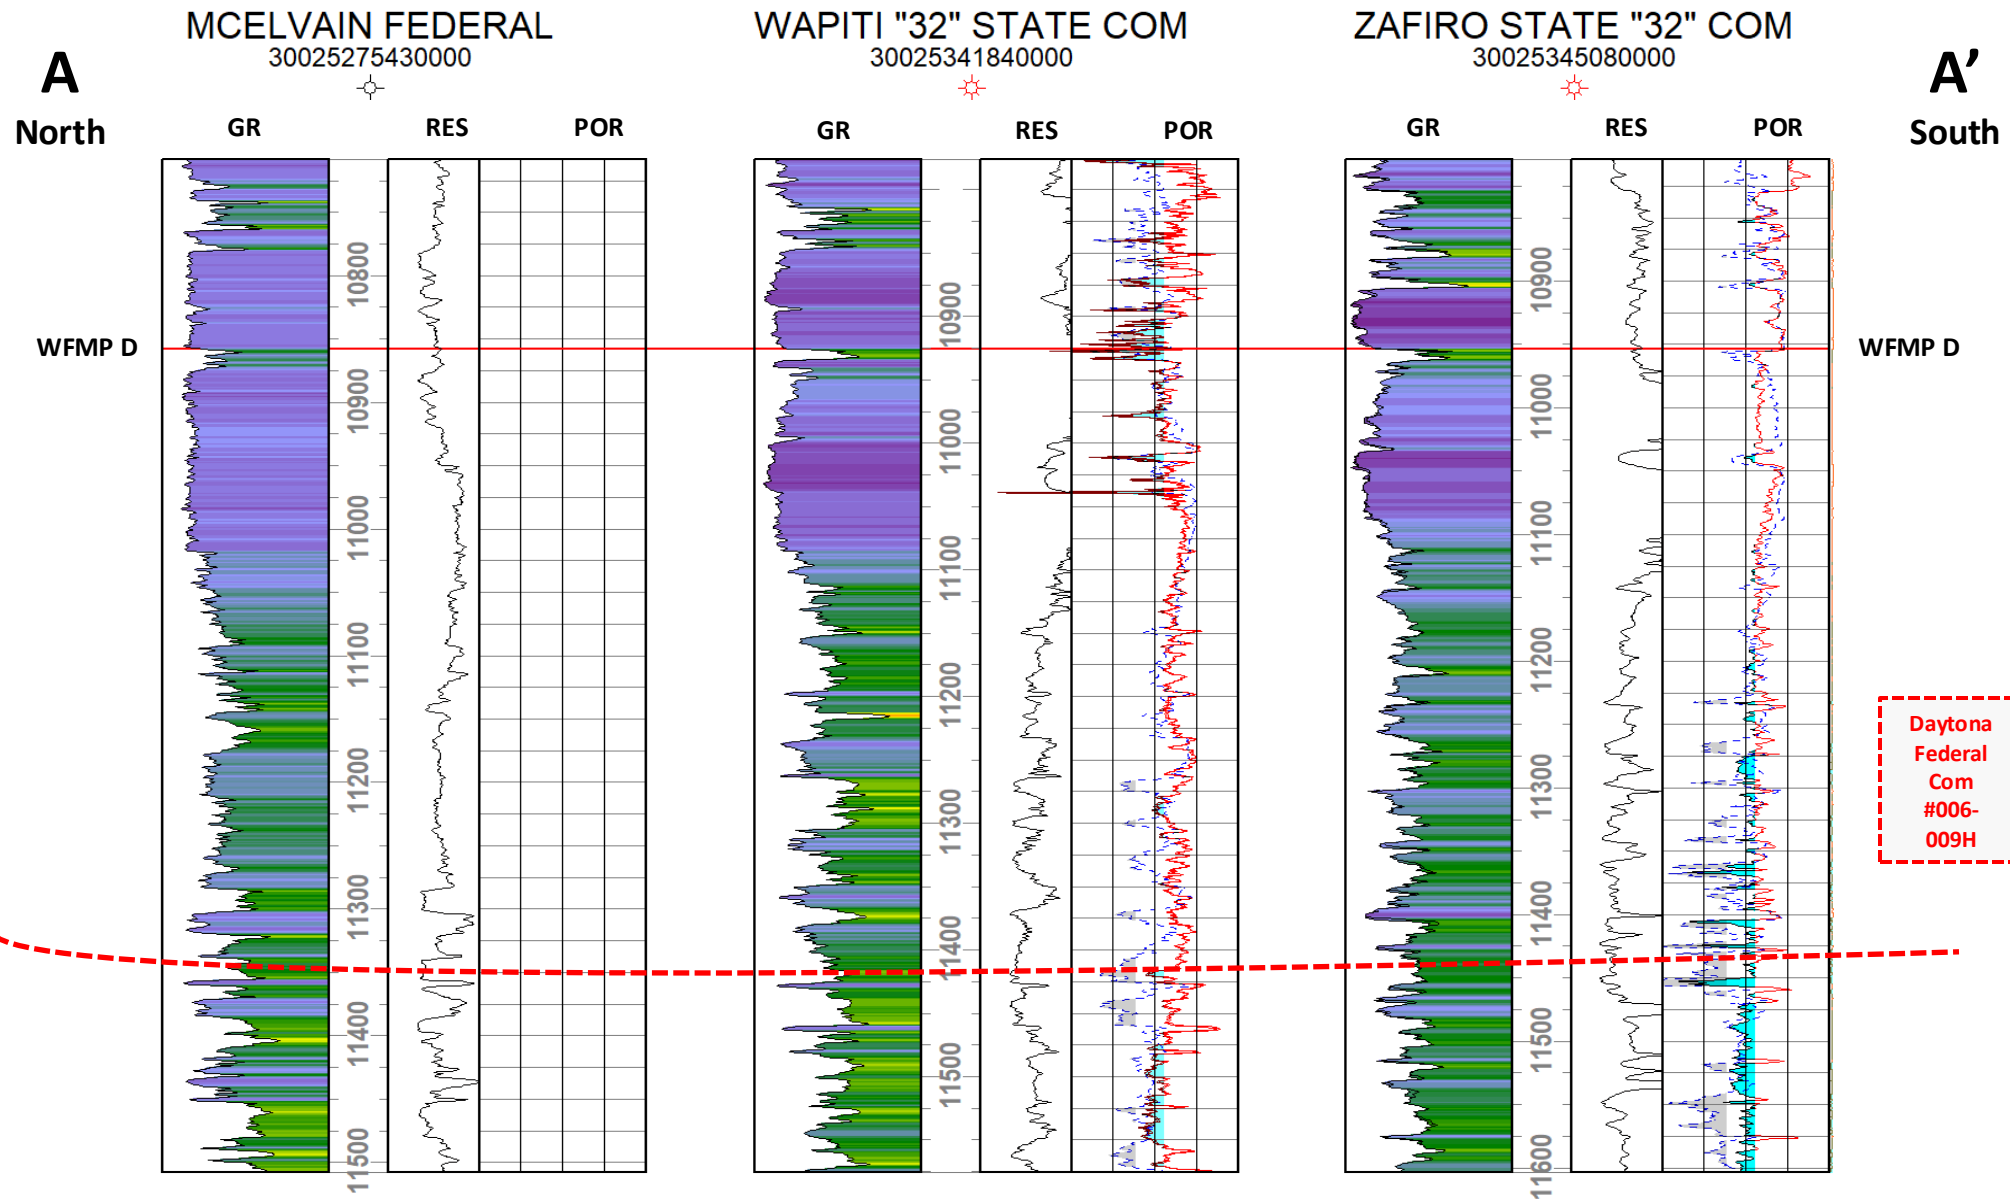 MCELVAIN FEDERAL
30025275430000
WAPITI "32" STATE COM
30025341840000
ZAFIRO STATE "32" COM
30025345080000
A
North
A’
South
GR
RES
POR
GR
RES
POR
GR
RES
POR
WFMP D
WFMP D
10800
10900
11000
11100
11200
11300
11400
11500
10900
11000
11100
11200
11300
11400
11500
10900
11000
11100
11200
11300
11400
11500
11600
Daytona
Federal
Com
#006-
009H